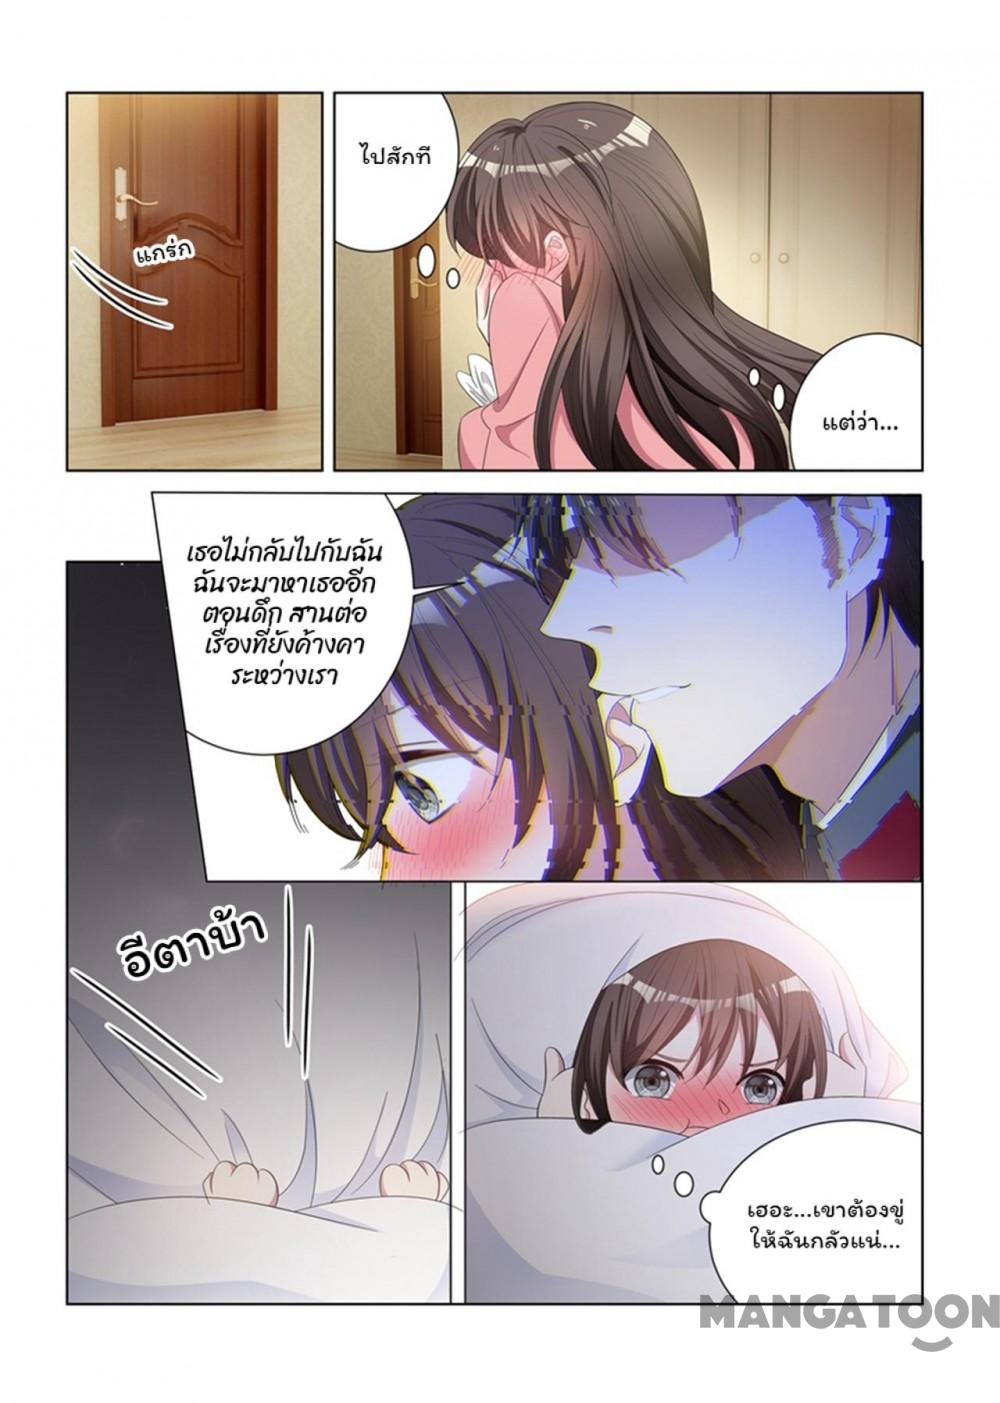 แกร่ก
ไปสักที
แต่ว่า...
เธอไม่กลับไปกับฉัน
ฉันจะมาหาเธออีก
ตอนดึก สานต่อ
เรื่องที่ยังค้างคา
ระหว่างเรา
อีตาบ้า
เฮอะ...เขาต้องขู่
ให้ฉันกลัวแน่...
MANGATOON